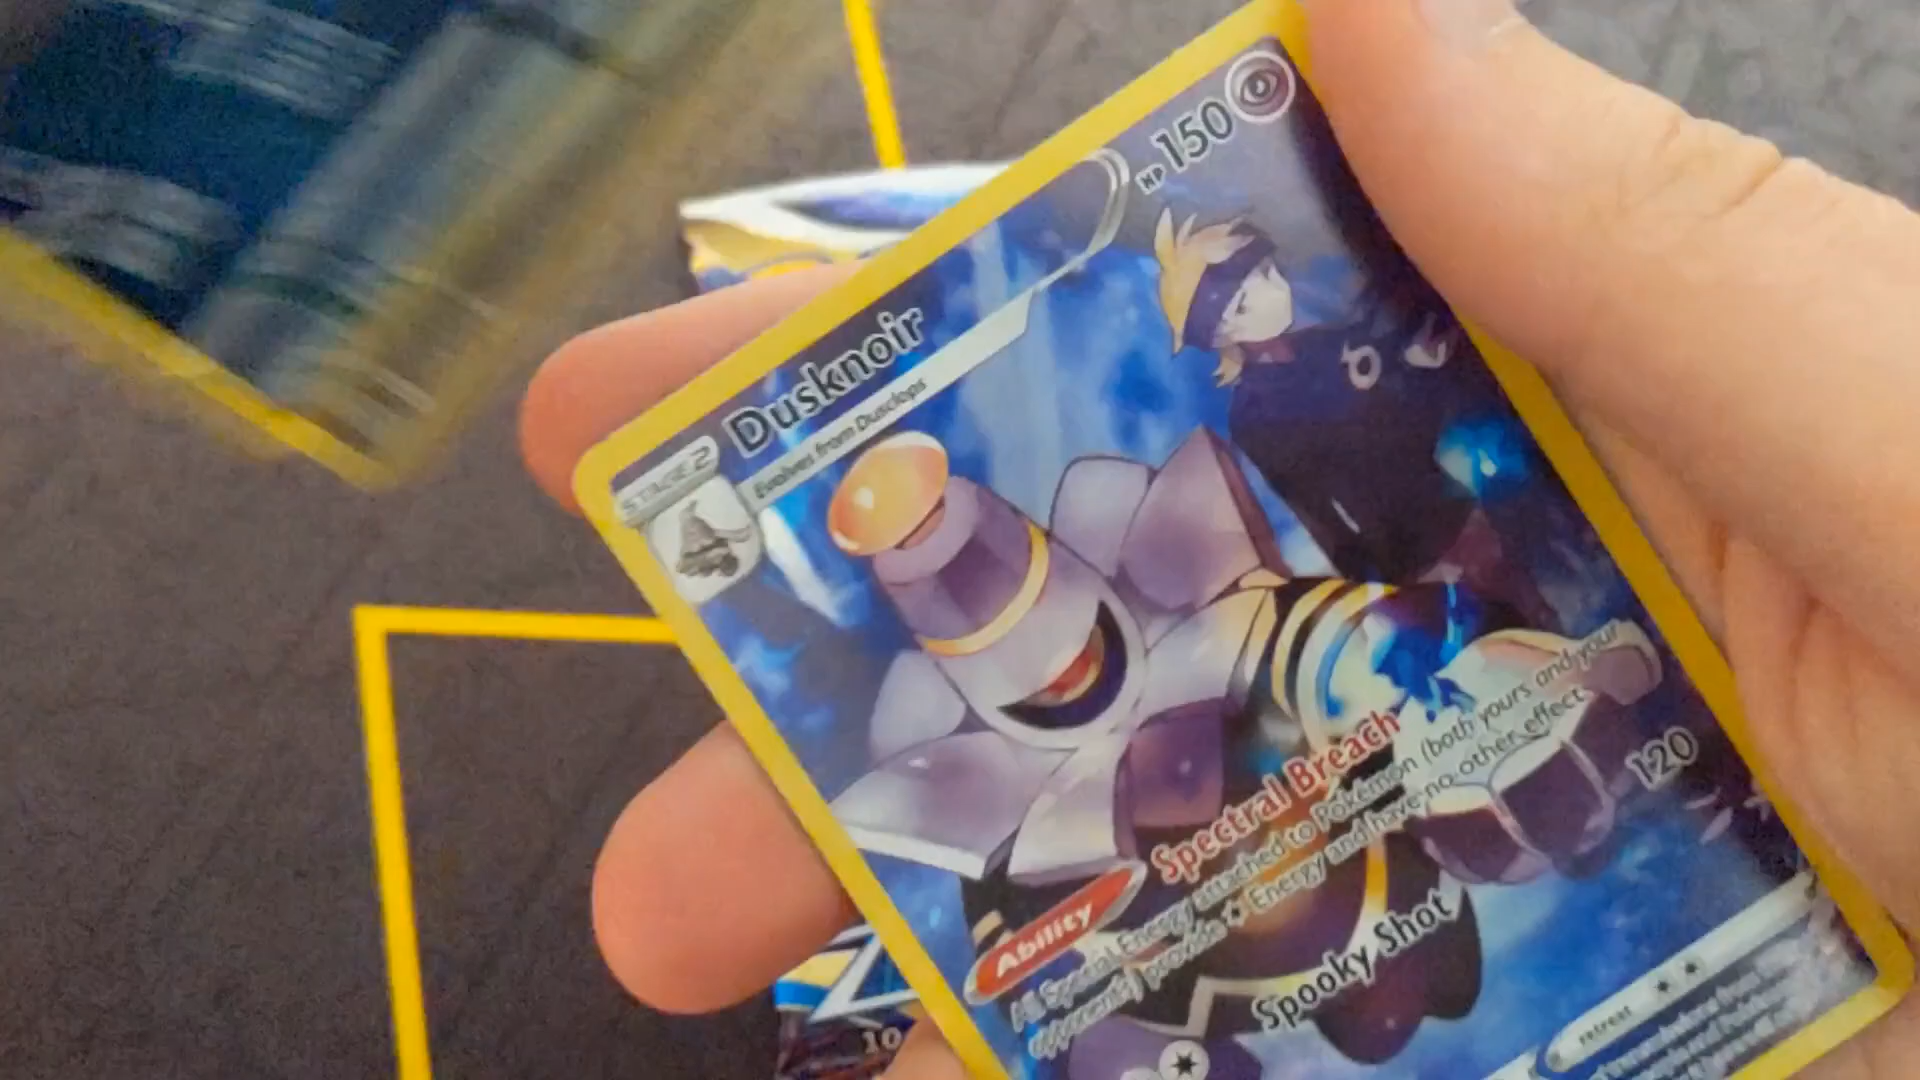 HP 150
STAGE 2
Dusknoir
Evolves from Dusclops
Ability
Spectral Breach
All Special Energy attached to Pokémon (both yours and your
opponent's) provide Energy and have no other effect.
Spooky Shot
120
retreat
10